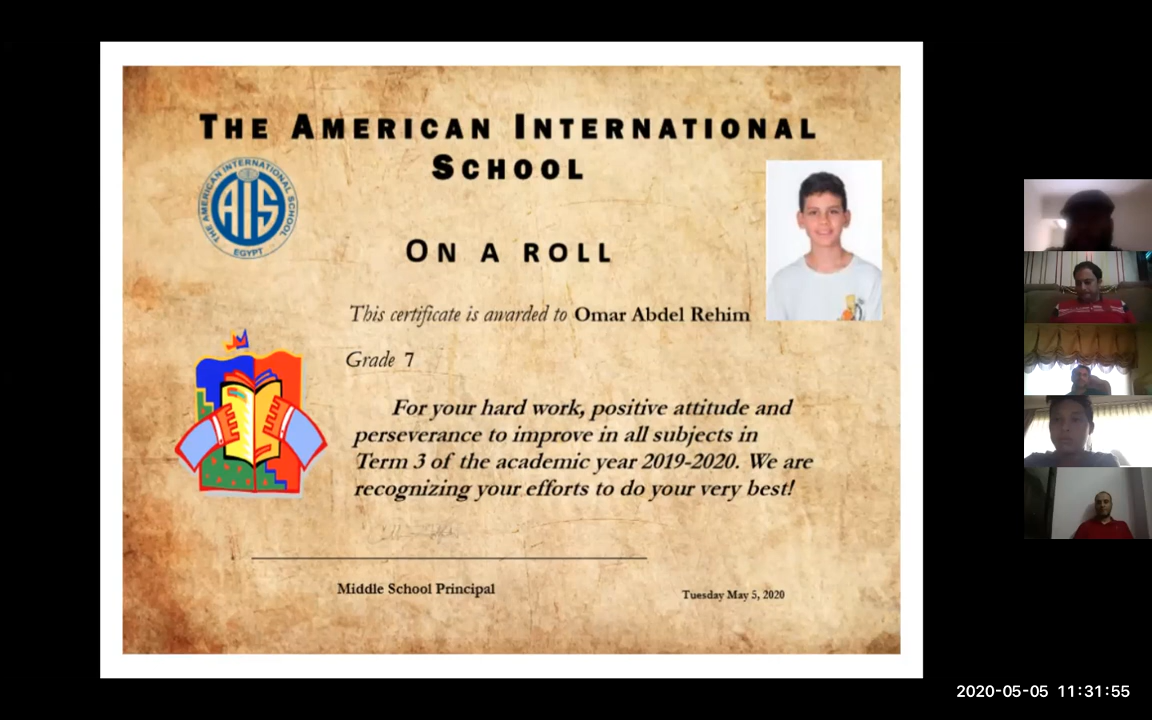 THE AMERICAN INTERNATIONAL
SCHOOL
THE AMERICAN INTERNATIONAL SCHOOL
AIS
EGYPT
ON A ROLL
This certificate is awarded to Omar Abdel Rehim
Grade 7
For your hard work, positive attitude and
perseverance to improve in all subjects in
Term 3 of the academic year 2019-2020. We are
recognizing your efforts to do your very best!
Middle School Principal
Tuesday May 5, 2020
2020-05-05 11:31:55